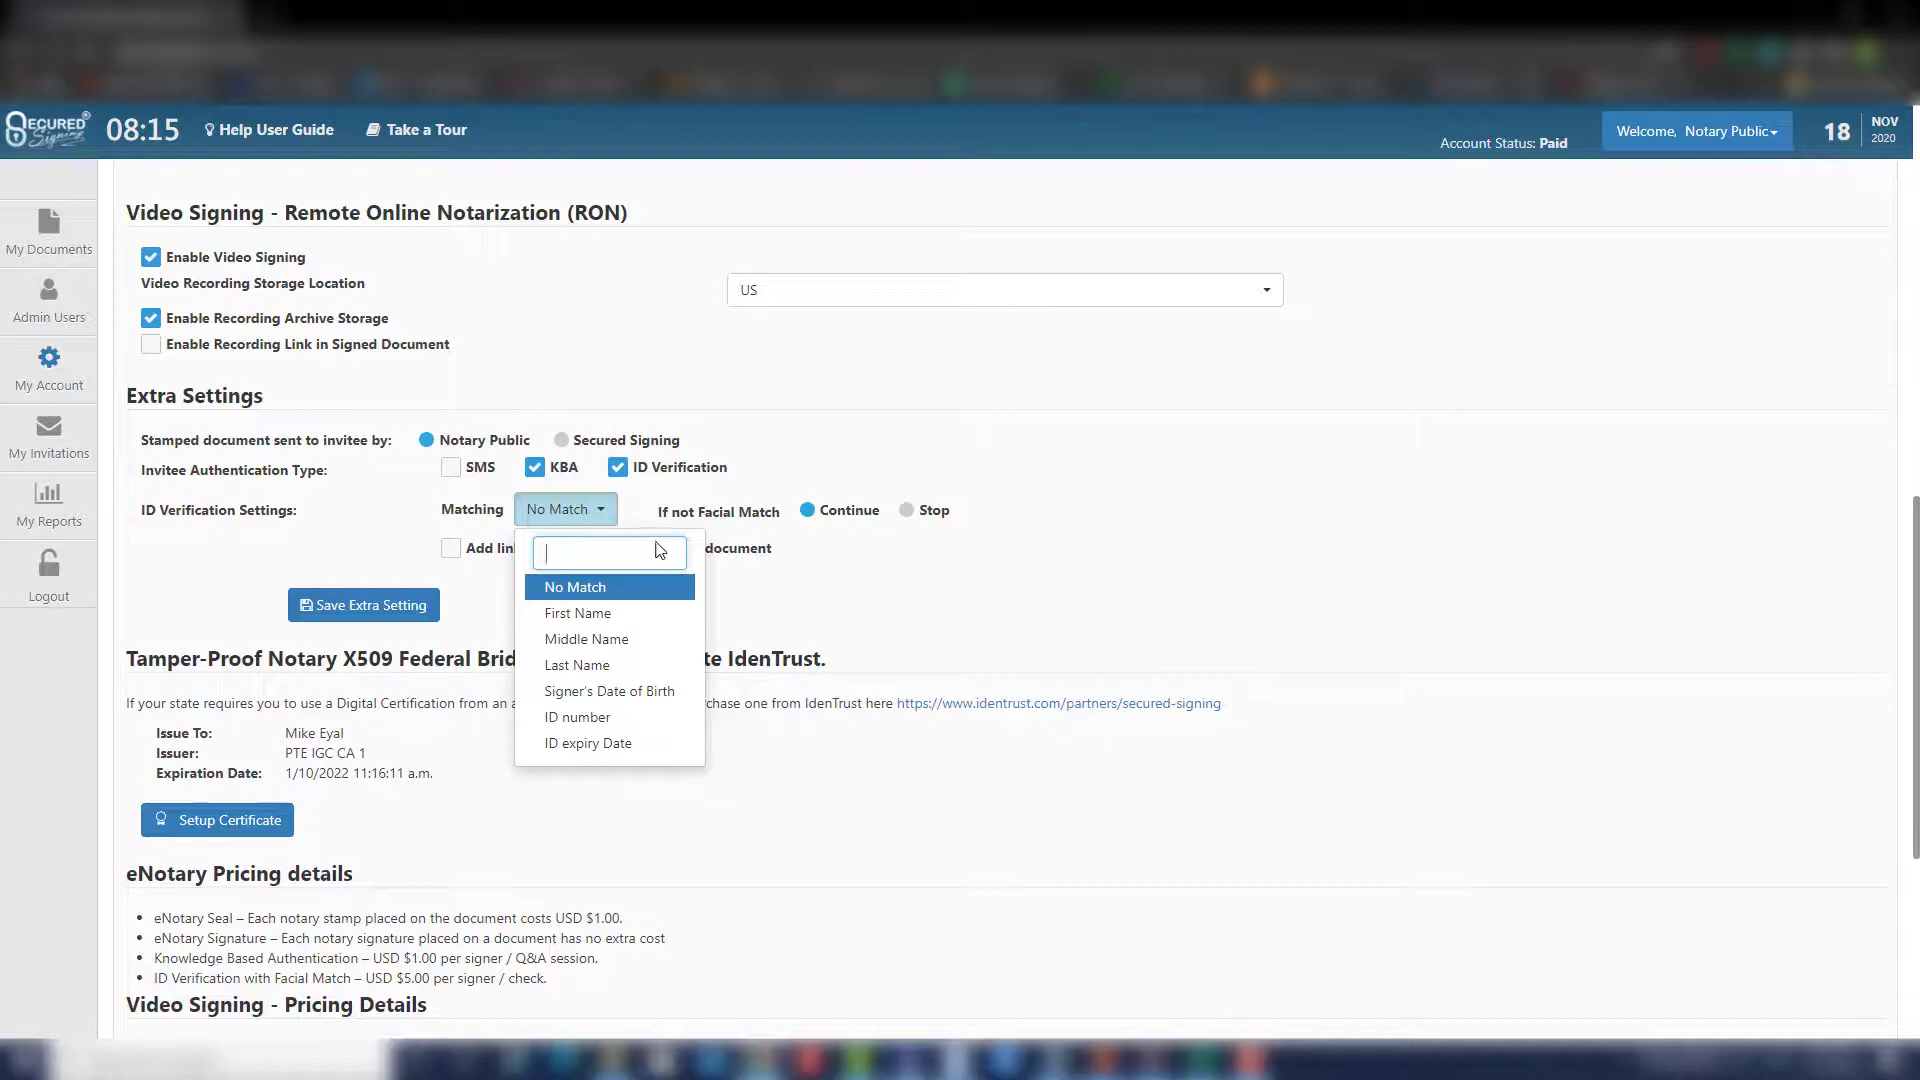 SECURED Signing
08:15
Help User Guide
Take a Tour
Account Status: Paid
Welcome, Notary Public
18
NOV
2020
My Documents
Admin Users
My Account
My Invitations
My Reports
Logout
Video Signing - Remote Online Notarization (RON)
Enable Video Signing
Video Recording Storage Location
US
Enable Recording Archive Storage
Enable Recording Link in Signed Document
Extra Settings
Stamped document sent to invitee by: Notary Public Secured Signing
Invitee Authentication Type: SMS KBA ID Verification
ID Verification Settings: Matching No Match If not Facial Match Continue Stop
Add lin document
No Match
First Name
Middle Name
Last Name
Signer's Date of Birth
ID number
ID expiry Date
Save Extra Setting
Tamper-Proof Notary X509 Federal Brid te IdenTrust.
If your state requires you to use a Digital Certification from an a rchase one from IdenTrust here https://www.identrust.com/partners/secured-signing
Issue To: Mike Eyal
Issuer: PTE IGC CA 1
Expiration Date: 1/10/2022 11:16:11 a.m.
Setup Certificate
eNotary Pricing details
• eNotary Seal – Each notary stamp placed on the document costs USD $1.00.
• eNotary Signature – Each notary signature placed on a document has no extra cost
• Knowledge Based Authentication – USD $1.00 per signer / Q&A session.
• ID Verification with Facial Match – USD $5.00 per signer / check.
Video Signing - Pricing Details